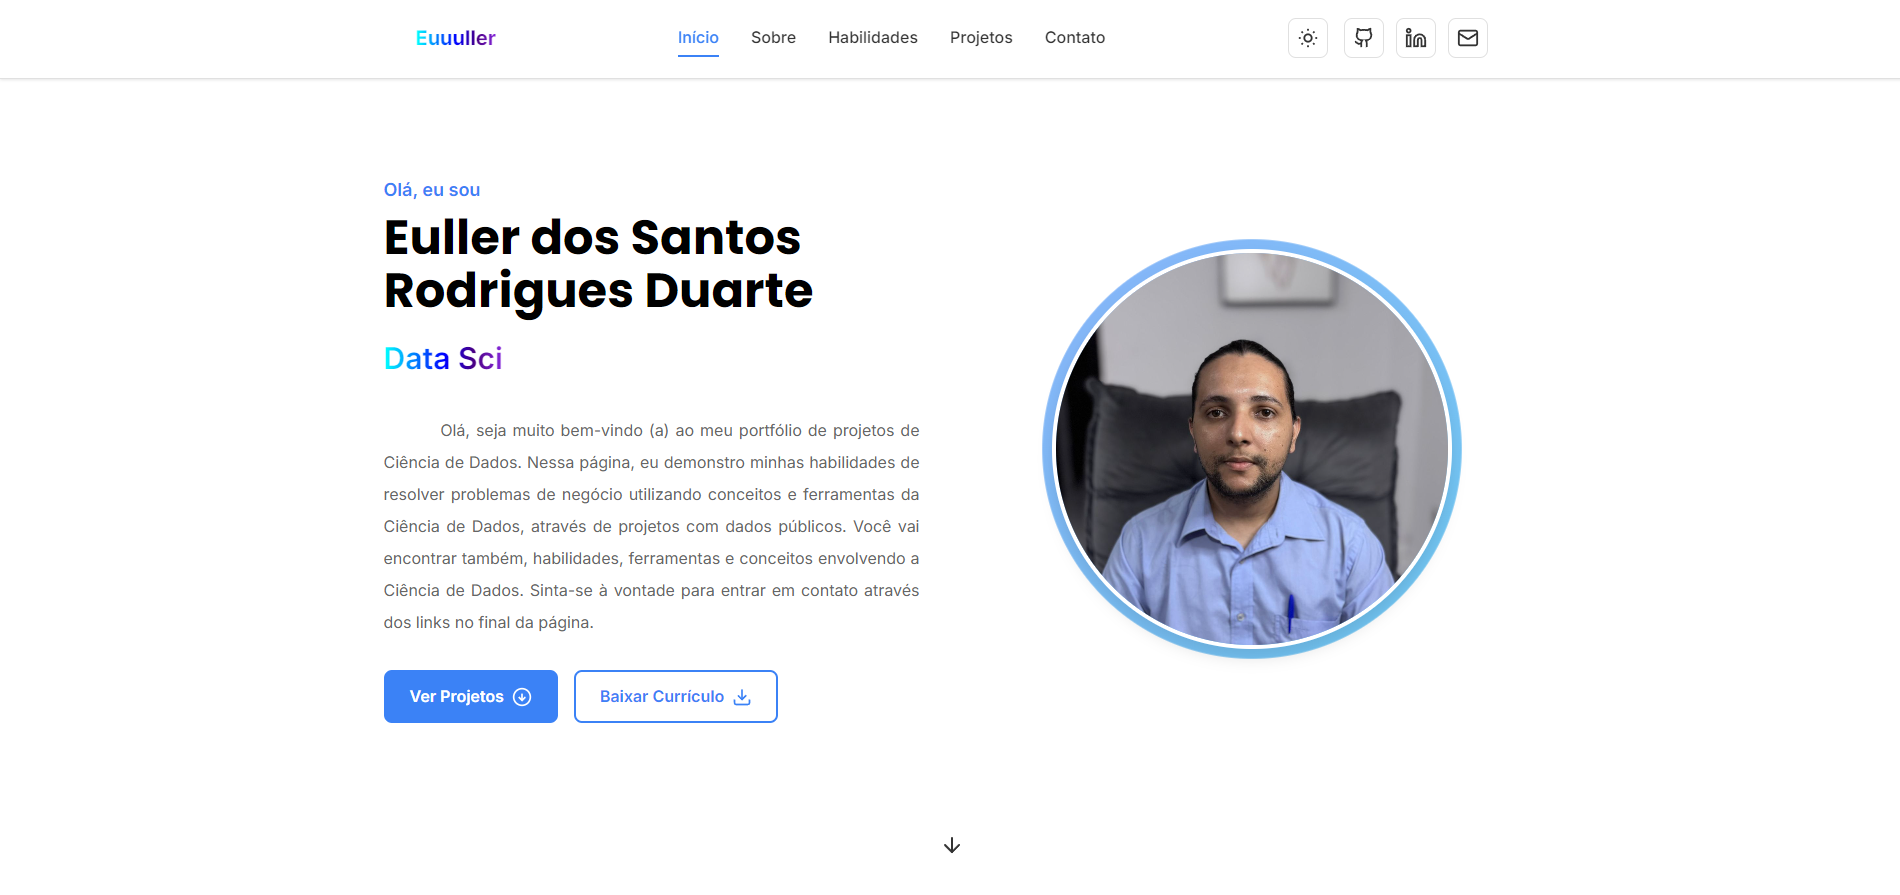 Euuuller
Início
Sobre
Habilidades
Projetos
Contato
Olá, eu sou
Euller dos Santos
Rodrigues Duarte
Data Sci
Olá, seja muito bem-vindo (a) ao meu portfólio de projetos de
Ciência de Dados. Nessa página, eu demonstro minhas habilidades de
resolver problemas de negócio utilizando conceitos e ferramentas da
Ciência de Dados, através de projetos com dados públicos. Você vai
encontrar também, habilidades, ferramentas e conceitos envolvendo a
Ciência de Dados. Sinta-se à vontade para entrar em contato através
dos links no final da página.
Ver Projetos
Baixar Currículo